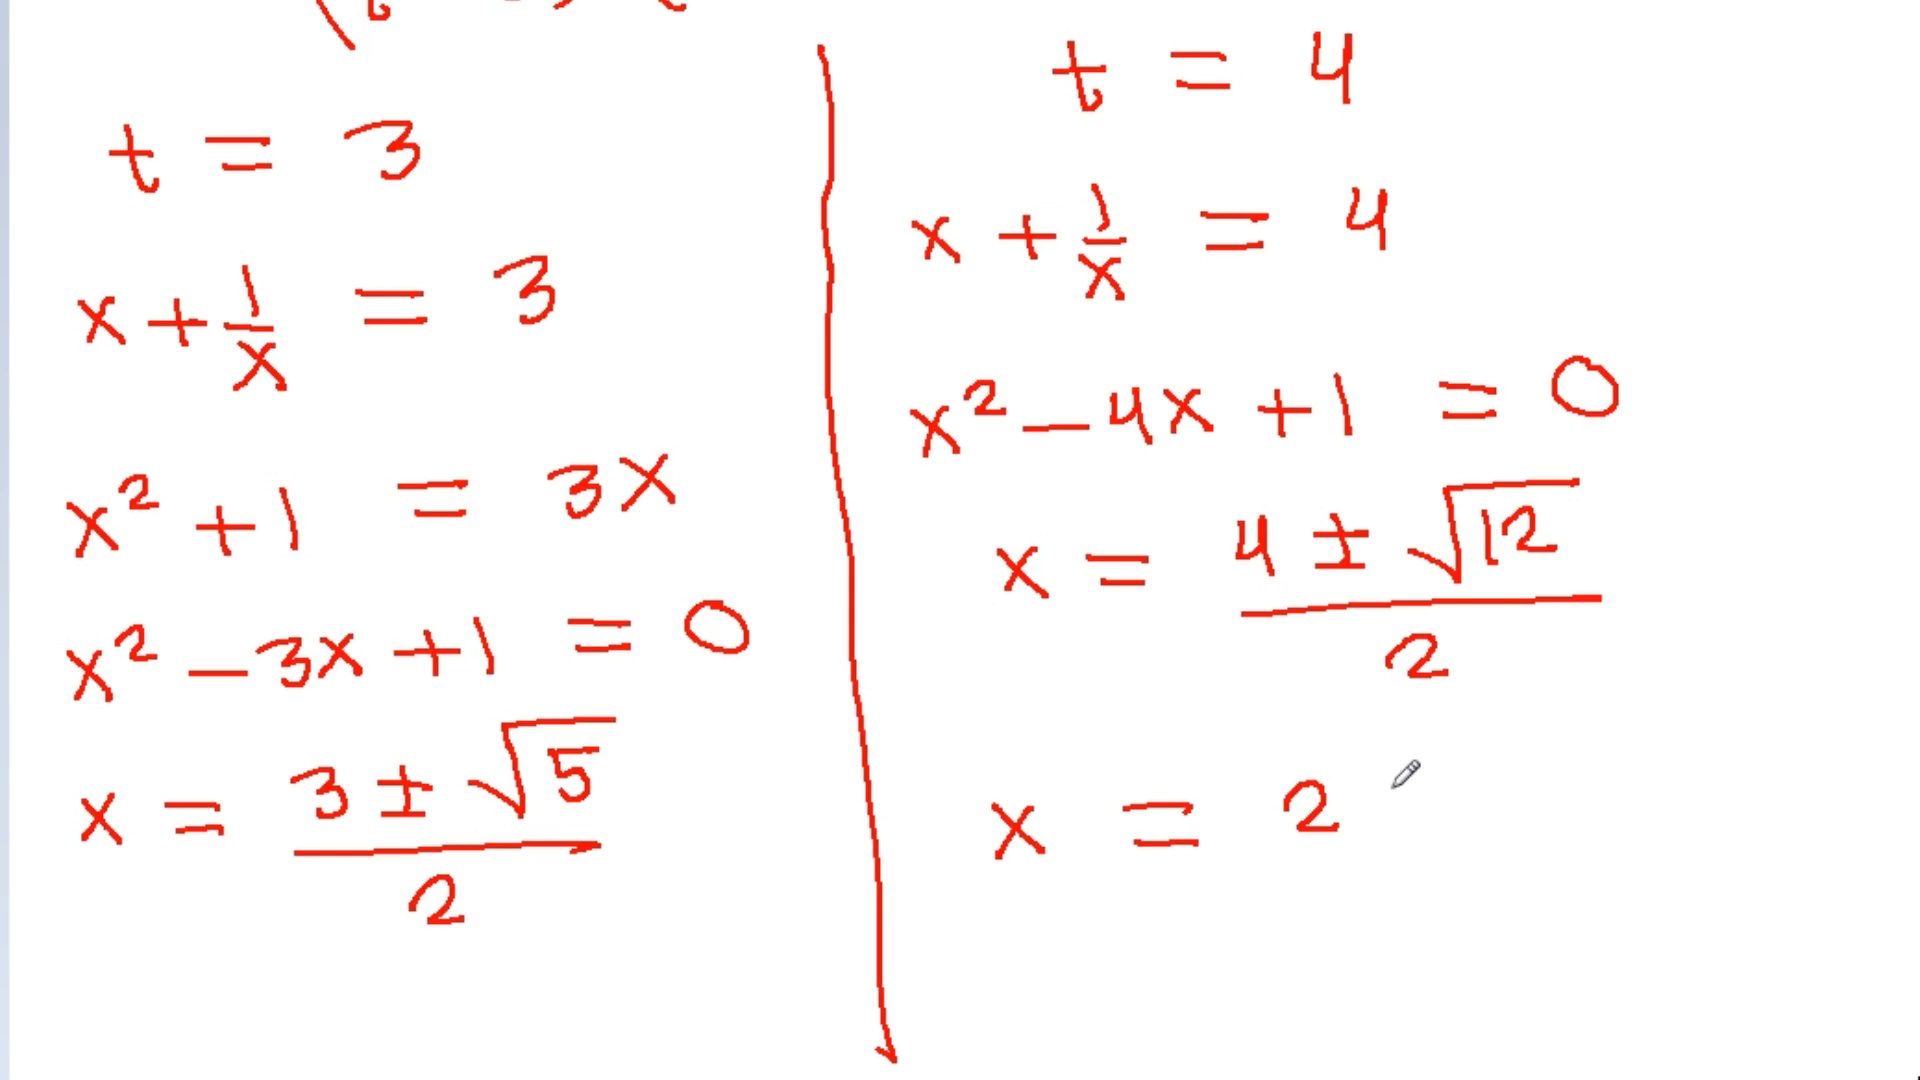 t = 3
x + 1/x = 3
x² + 1 = 3x
x² - 3x + 1 = 0
x = (3 ± √5)/2
t = 4
x + 1/x = 4
x² - 4x + 1 = 0
x = (4 ± √12)/2
x = 2